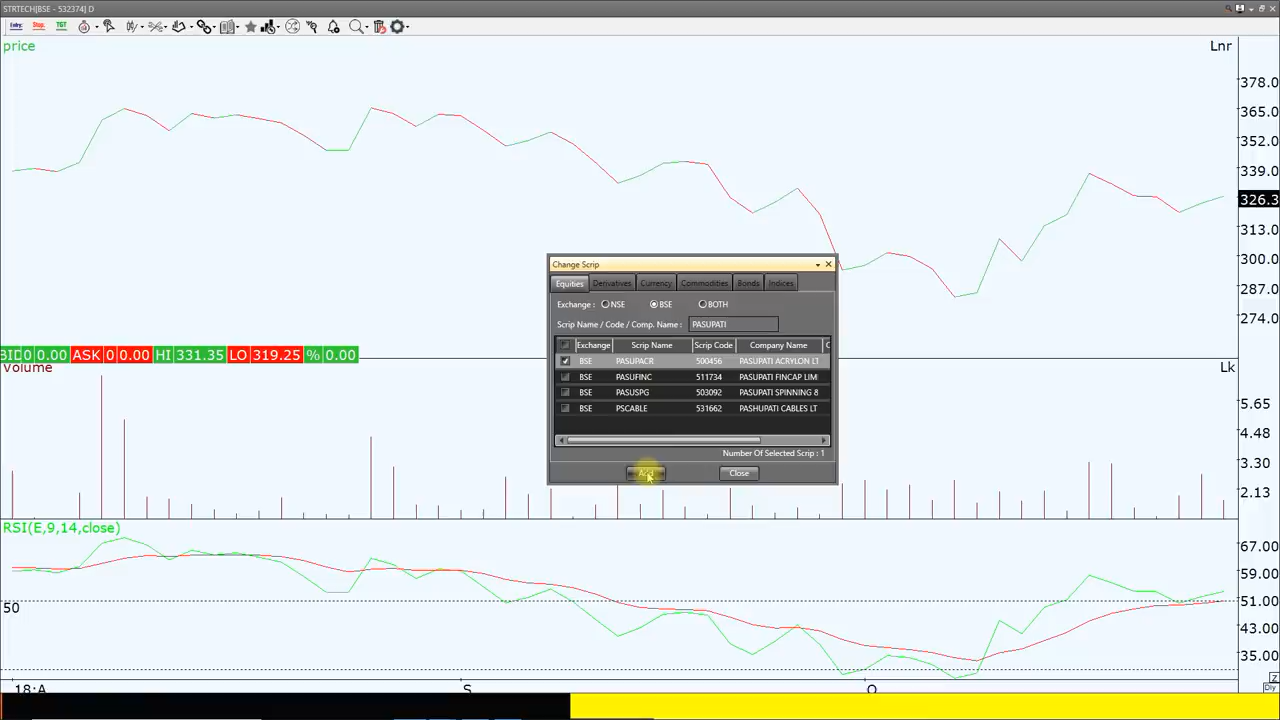 STRTECH[BSE - 532374] D
Entry Stop TGT
price
Lnr
378.0
365.0
352.0
339.0
326.3
313.0
300.0
287.0
274.0
Change Scrip
Equities Derivatives Currency Commodities Bonds Indices
Exchange : NSE BSE BOTH
Scrip Name / Code / Comp. Name : PASUPATI
Exchange Scrip Name Scrip Code Company Name C
BSE PASUPACR 500456 PASUPATI ACRYLON LT
BSE PASUFINC 511734 PASUPATI FINCAP LIM
BSE PASUSPG 503092 PASUPATI SPINNING &
BSE PSCABLE 531662 PASHUPATI CABLES LT
Number Of Selected Scrip : 1
Add Close
BID 0 0.00 ASK 0 0.00 HI 331.35 LO 319.25 % 0.00
volume
Lk
5.65
4.48
3.30
2.13
RSI(E,9,14,close)
67.00
59.00
51.00
43.00
35.00
50
18:A S O
Z
Dly